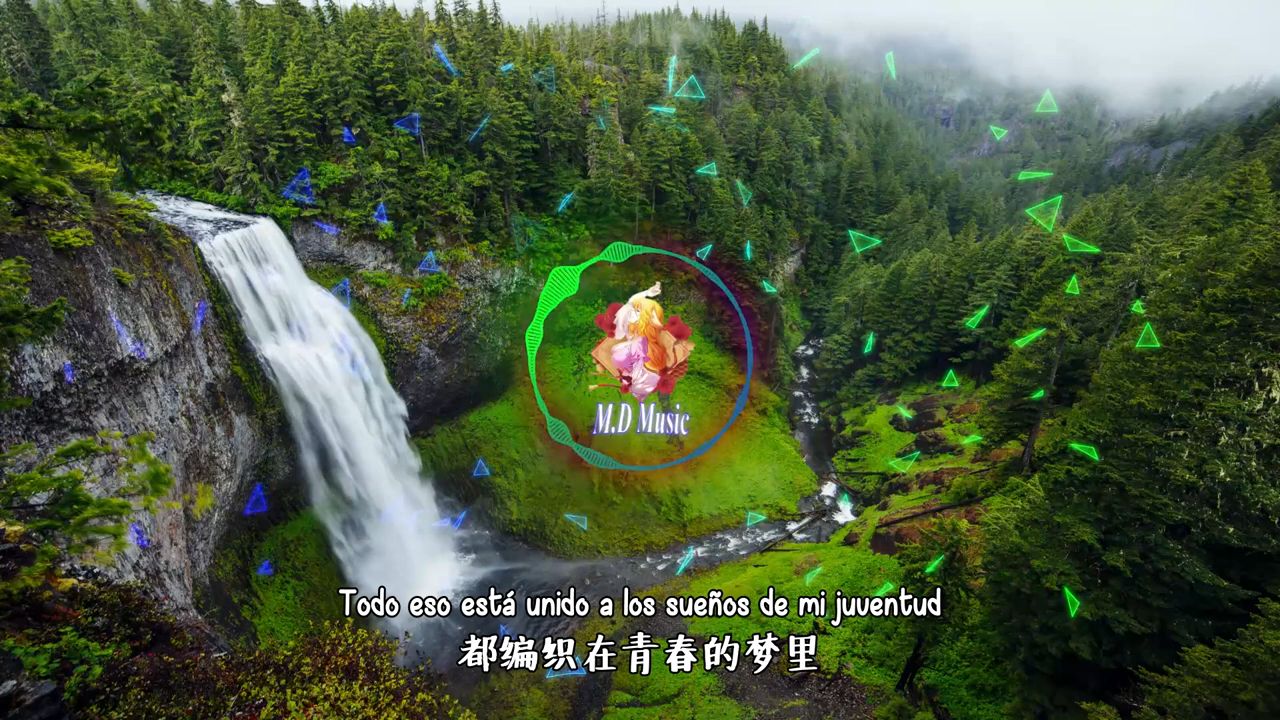 M.D Music
Todo eso está unido a los sueños de mi juventud
都编织在青春的梦里